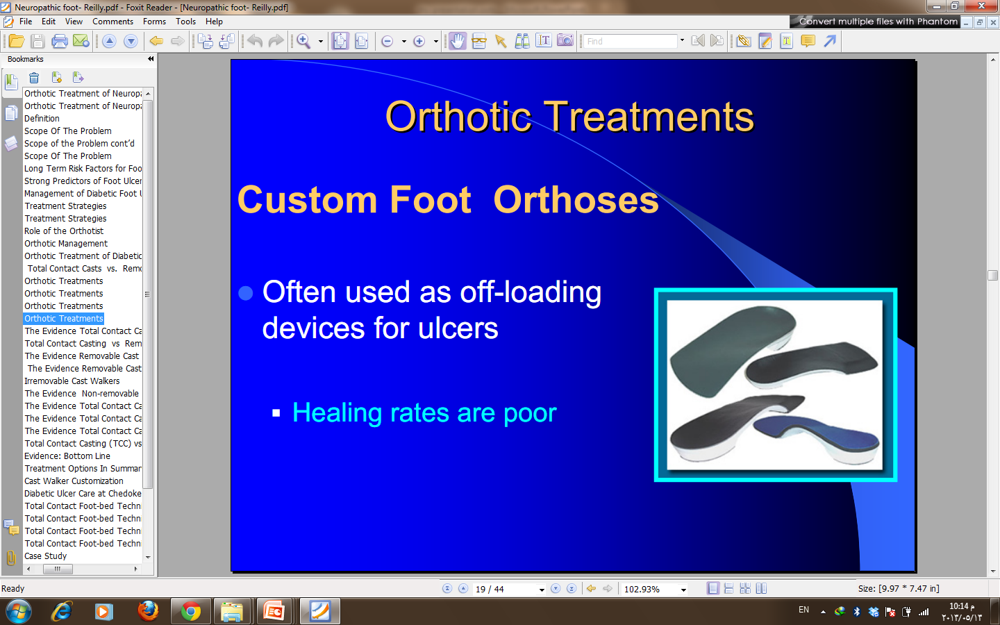 Neuropathic foot- Reilly.pdf - Foxit Reader - [Neuropathic foot- Reilly.pdf]
File Edit View Comments Forms Tools Help
Convert multiple files with Phantom
Find
Bookmarks
Orthotic Treatment of Neuropa
Orthotic Treatment of Neuropa
Definition
Scope Of The Problem
Scope of the Problem cont’d
Scope Of The Problem
Long Term Risk Factors for Foo
Strong Predictors of Foot Ulcer
Management of Diabetic Foot U
Treatment Strategies
Treatment Strategies
Role of the Orthotist
Orthotic Management
Orthotic Treatment of Diabetic
Total Contact Casts vs. Remo
Orthotic Treatments
Orthotic Treatments
Orthotic Treatments
Orthotic Treatments
The Evidence Total Contact Ca
Total Contact Casting vs Rem
The Evidence Removable Cast
The Evidence Removable Cast
Irremovable Cast Walkers
The Evidence Non-removable
The Evidence Total Contact Ca
The Evidence Total Contact Ca
The Evidence Total Contact Ca
Total Contact Casting (TCC) vs
Evidence: Bottom Line
Treatment Options In Summar
Cast Walker Customization
Diabetic Ulcer Care at Chedoke
Total Contact Foot-bed Techn
Total Contact Foot-bed Techn
Total Contact Foot-bed Techn
Total Contact Foot-bed Techn
Case Study
Orthotic Treatments
Custom Foot Orthoses
Often used as off-loading
devices for ulcers
Healing rates are poor
Ready
19 / 44
102.93%
Size: [9.97 * 7.47 in]
EN
10:14 م
٢٠١٣/٠٥/١٣